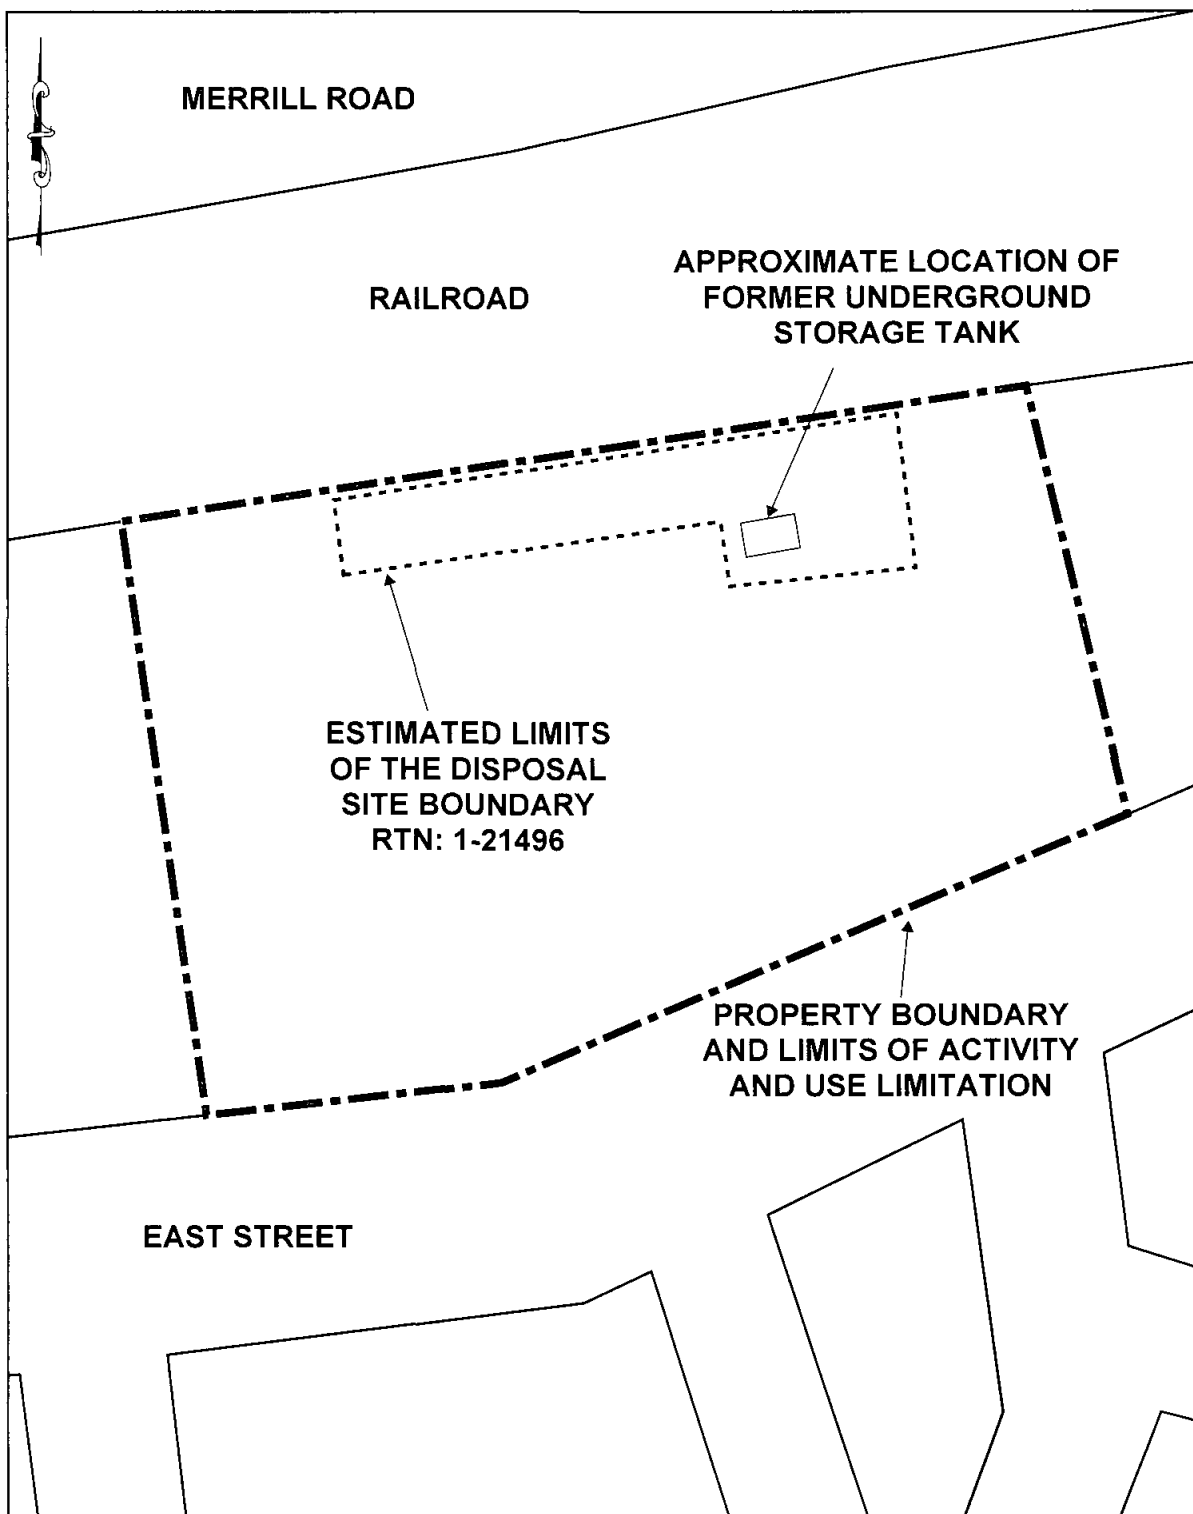 MERRILL ROAD
RAILROAD
APPROXIMATE LOCATION OF
FORMER UNDERGROUND
STORAGE TANK
ESTIMATED LIMITS
OF THE DISPOSAL
SITE BOUNDARY
RTN: 1-21496
PROPERTY BOUNDARY
AND LIMITS OF ACTIVITY
AND USE LIMITATION
EAST STREET